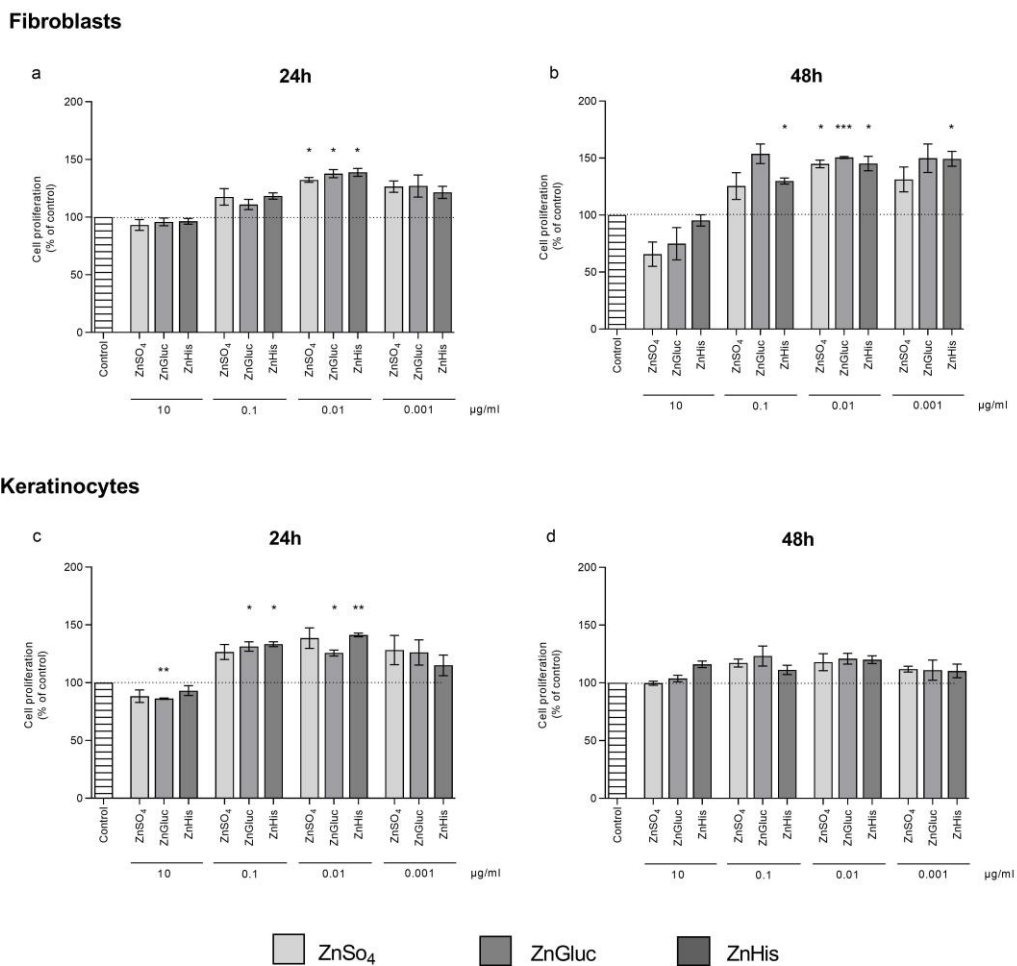 Fibroblasts
a
24h
Cell proliferation
(% of control)
200
150
100
50
0
* * *
Control
ZnSO4
ZnGluc
ZnHis
ZnSO4
ZnGluc
ZnHis
ZnSO4
ZnGluc
ZnHis
ZnSO4
ZnGluc
ZnHis
10 0.1 0.01 0.001 µg/ml
b
48h
Cell proliferation
(% of control)
200
150
100
50
0
* * *** * *
Control
ZnSO4
ZnGluc
ZnHis
ZnSO4
ZnGluc
ZnHis
ZnSO4
ZnGluc
ZnHis
ZnSO4
ZnGluc
ZnHis
10 0.1 0.01 0.001 µg/ml
Keratinocytes
c
24h
Cell proliferation
(% of control)
200
150
100
50
0
** * * * **
Control
ZnSO4
ZnGluc
ZnHis
ZnSO4
ZnGluc
ZnHis
ZnSO4
ZnGluc
ZnHis
ZnSO4
ZnGluc
ZnHis
10 0.1 0.01 0.001 µg/ml
d
48h
Cell proliferation
(% of control)
200
150
100
50
0
Control
ZnSO4
ZnGluc
ZnHis
ZnSO4
ZnGluc
ZnHis
ZnSO4
ZnGluc
ZnHis
ZnSO4
ZnGluc
ZnHis
10 0.1 0.01 0.001 µg/ml
ZnSo4 ZnGluc ZnHis